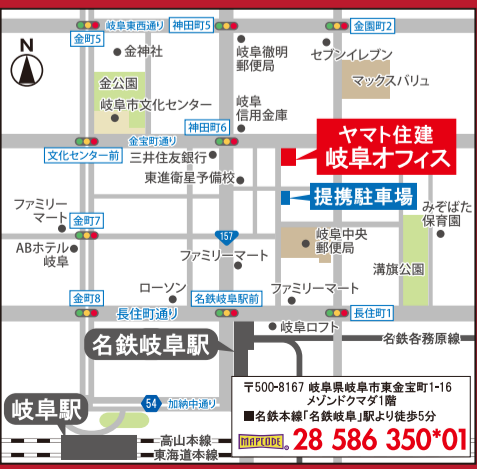 岐阜東西通り
神田町5
金園町2
金町5
N
金神社
岐阜徹明
郵便局
セブンイレブン
マックスバリュ
金公園
岐阜市文化センター
岐阜
信用金庫
神田町6
金宝町通り
文化センター前
三井住友銀行
東進衛星予備校
ヤマト住建
岐阜オフィス
提携駐車場
ファミリー
マート
金町7
みぞばた
保育園
ABホテル
岐阜
157
ファミリーマート
岐阜中央
郵便局
溝旗公園
ローソン
ファミリーマート
金町8
長住町通り
名鉄岐阜駅前
長住町1
岐阜ロフト
名鉄各務原線
名鉄岐阜駅
54
加納中通り
岐阜駅
高山本線
東海道本線
〒500-8167 岐阜県岐阜市東金宝町1-16
メゾンドクマダ1階
■名鉄本線「名鉄岐阜」駅より徒歩5分
MAPCODE 28 586 350*01